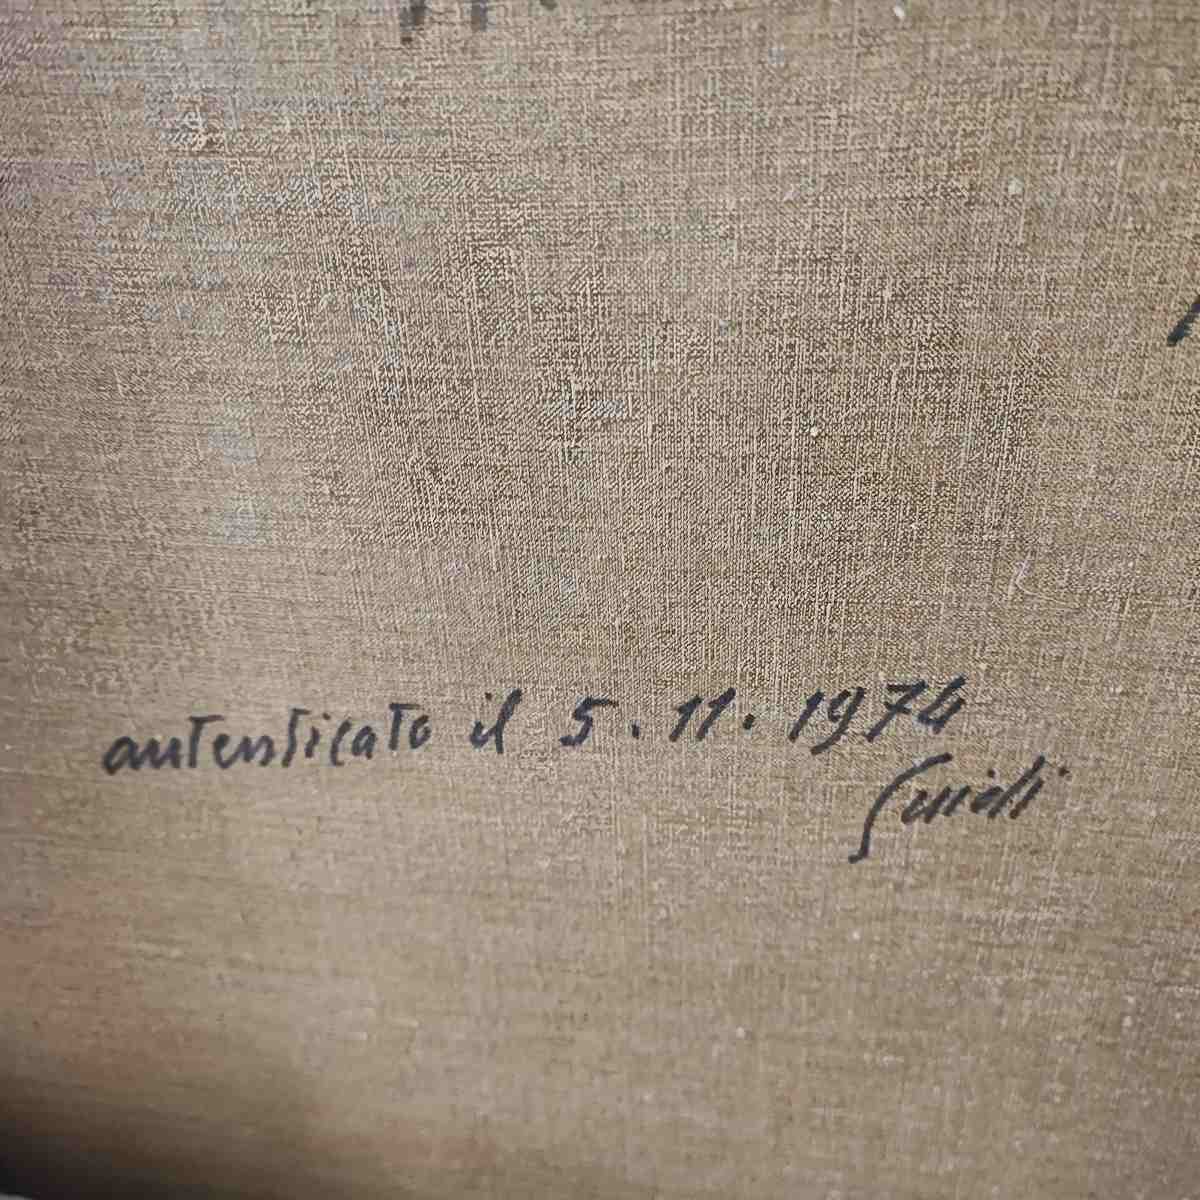 autenticato il 5.11.1974
Guidi